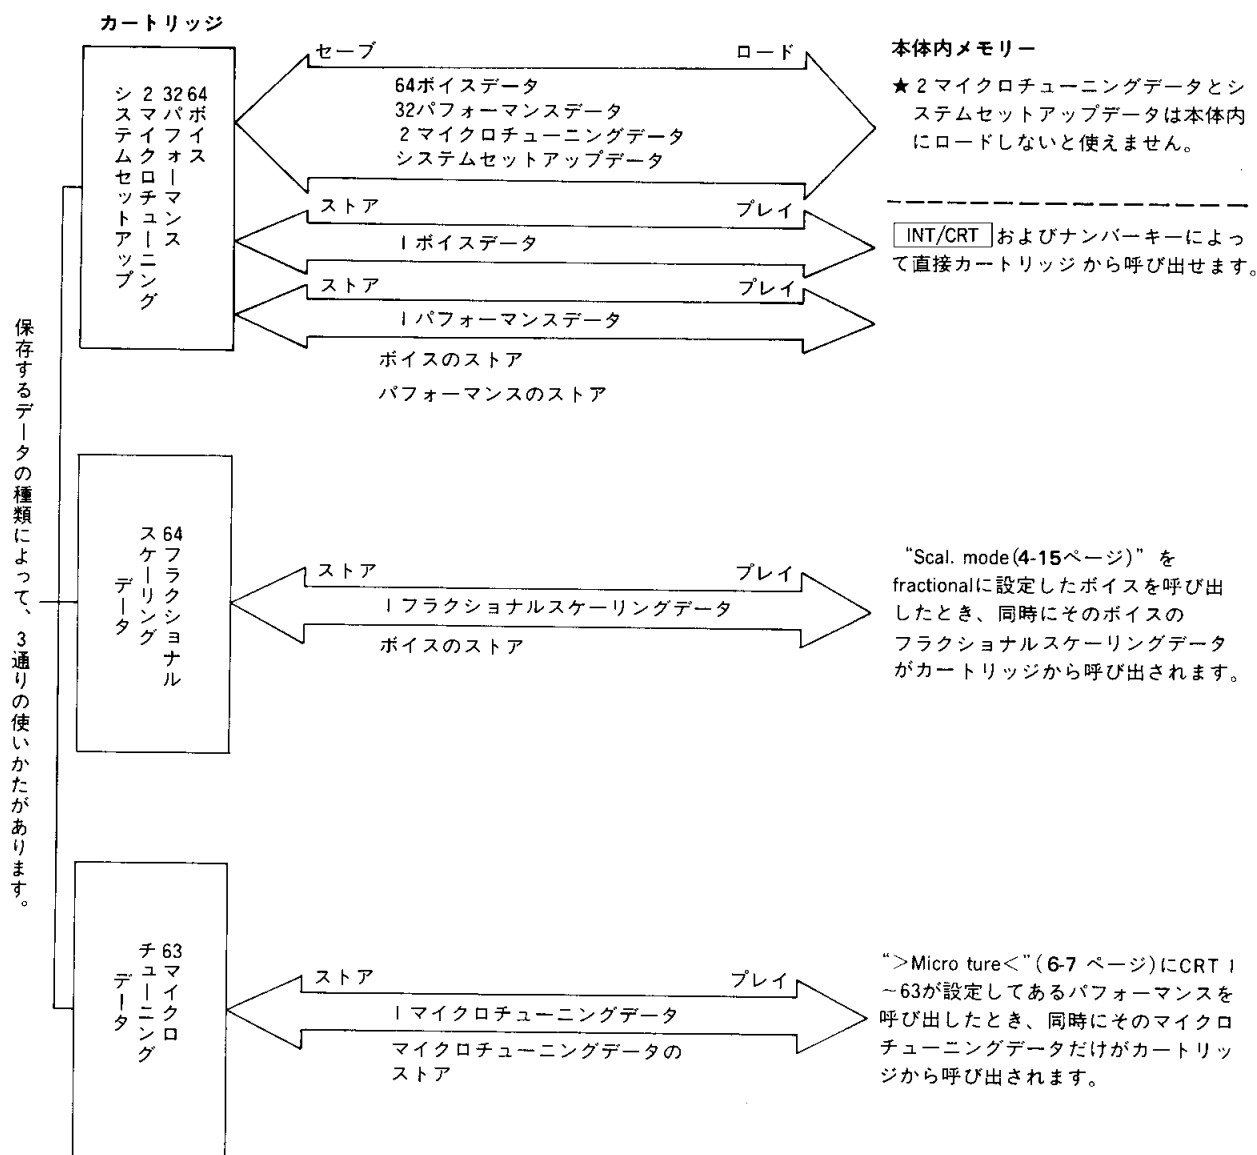 カートリッジ
64ボイス
32パフォーマンス
2マイクロチューニング
システムセットアップ
セーブ
ロード
64ボイスデータ
32パフォーマンスデータ
2マイクロチューニングデータ
システムセットアップデータ
ストア
プレイ
1ボイスデータ
ストア
プレイ
1パフォーマンスデータ
ボイスのストア
パフォーマンスのストア
本体内メモリー
★2マイクロチューニングデータとシ
ステムセットアップデータは本体内
にロードしないと使えません。
INT/CRT およびナンバーキーによっ
て直接カートリッジから呼び出せます。
保存するデータの種類によって、3通りの使いかたがあります。
64フラクショナル
スケーリング
データ
ストア
プレイ
1フラクショナルスケーリングデータ
ボイスのストア
“Scal. mode(4-15ページ)”を
fractionalに設定したボイスを呼び出
したとき、同時にそのボイスの
フラクショナルスケーリングデータ
がカートリッジから呼び出されます。
63マイクロ
チューニング
データ
ストア
プレイ
1マイクロチューニングデータ
マイクロチューニングデータの
ストア
“>Micro ture<”(6-7 ページ)にCRT 1
~63が設定してあるパフォーマンスを
呼び出したとき、同時にそのマイクロ
チューニングデータだけがカートリッ
ジから呼び出されます。